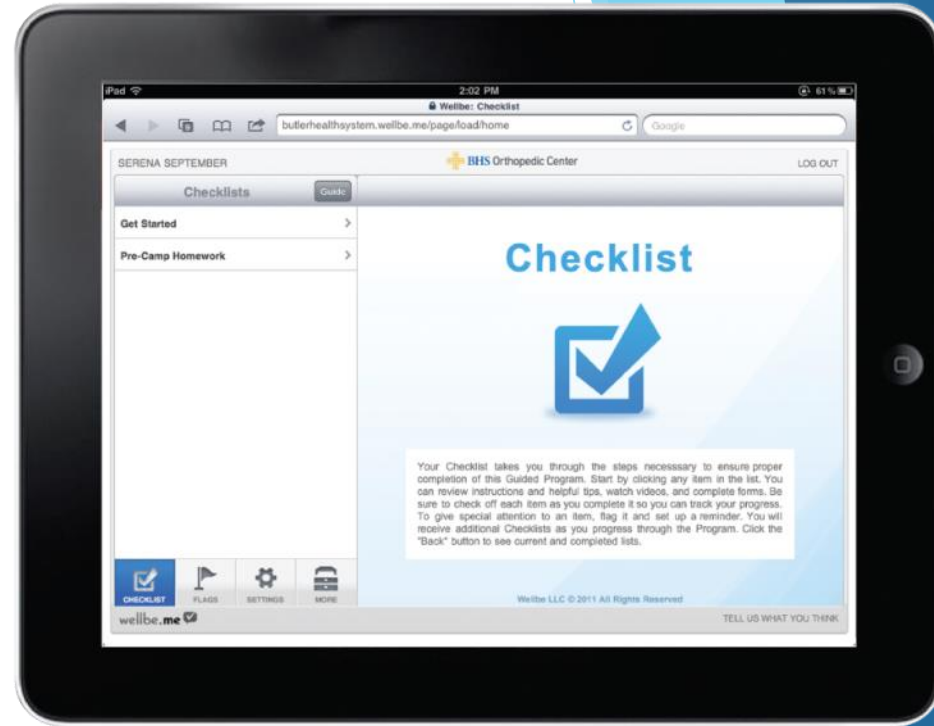 iPad 2:02 PM 61%
Wellbe: Checklist
butlerhealthsystem.wellbe.me/page/load/home Google
SERENA SEPTEMBER BHS Orthopedic Center LOG OUT
Checklists Guide
Get Started
Pre-Camp Homework
Checklist
Your Checklist takes you through the steps necesssary to ensure proper
completion of this Guided Program. Start by clicking any item in the list. You
can review instructions and helpful tips, watch videos, and complete forms. Be
sure to check off each item as you complete it so you can track your progress.
To give special attention to an item, flag it and set up a reminder. You will
receive additional Checklists as you progress through the Program. Click the
"Back" button to see current and completed lists.
CHECKLIST FLAGS SETTINGS MORE
Wellbe LLC © 2011 All Rights Reserved
wellbe.me TELL US WHAT YOU THINK